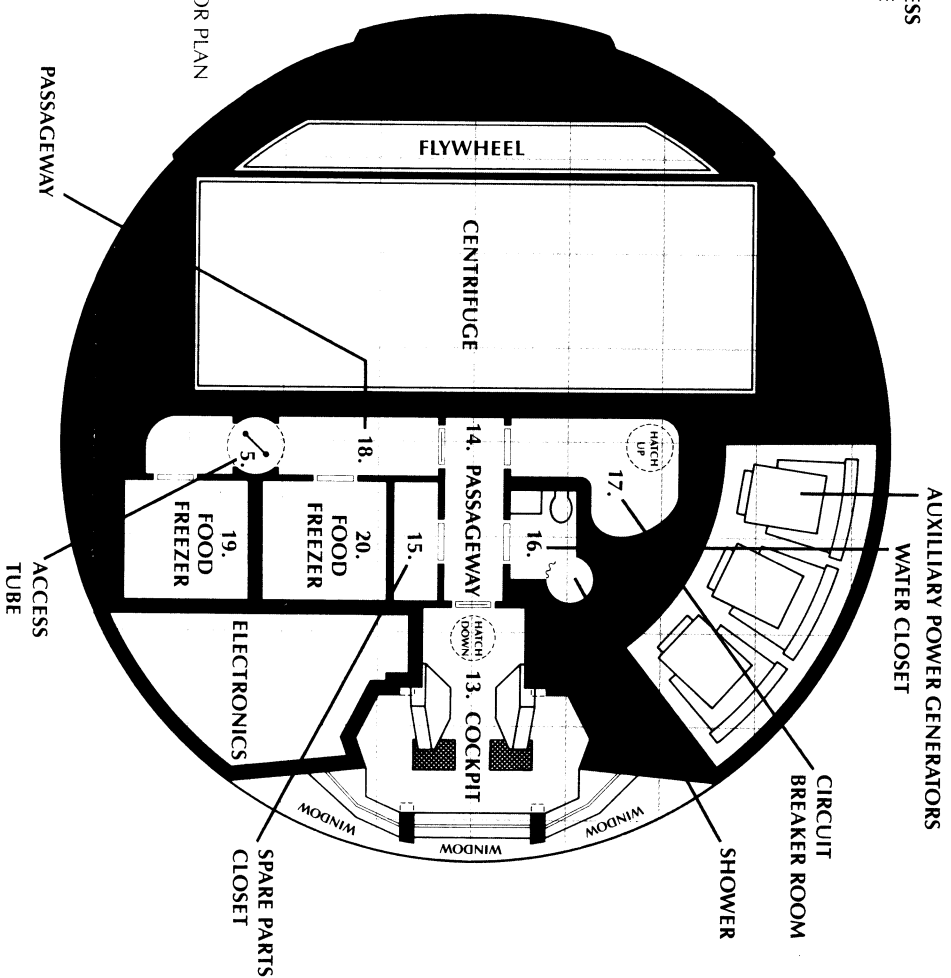 ESS
OR PLAN
PASSAGEWAY
FLYWHEEL
CENTRIFUGE
HATCH
UP
17.
14. PASSAGEWAY
18.
5.
16.
15.
20.
FOOD
FREEZER
19.
FOOD
FREEZER
AUXILLIARY POWER GENERATORS
WATER CLOSET
CIRCUIT
BREAKER ROOM
SHOWER
HATCH
DOWN
13. COCKPIT
ELECTRONICS
WINDOW
WINDOW
WINDOW
ACCESS
TUBE
SPARE PARTS
CLOSET